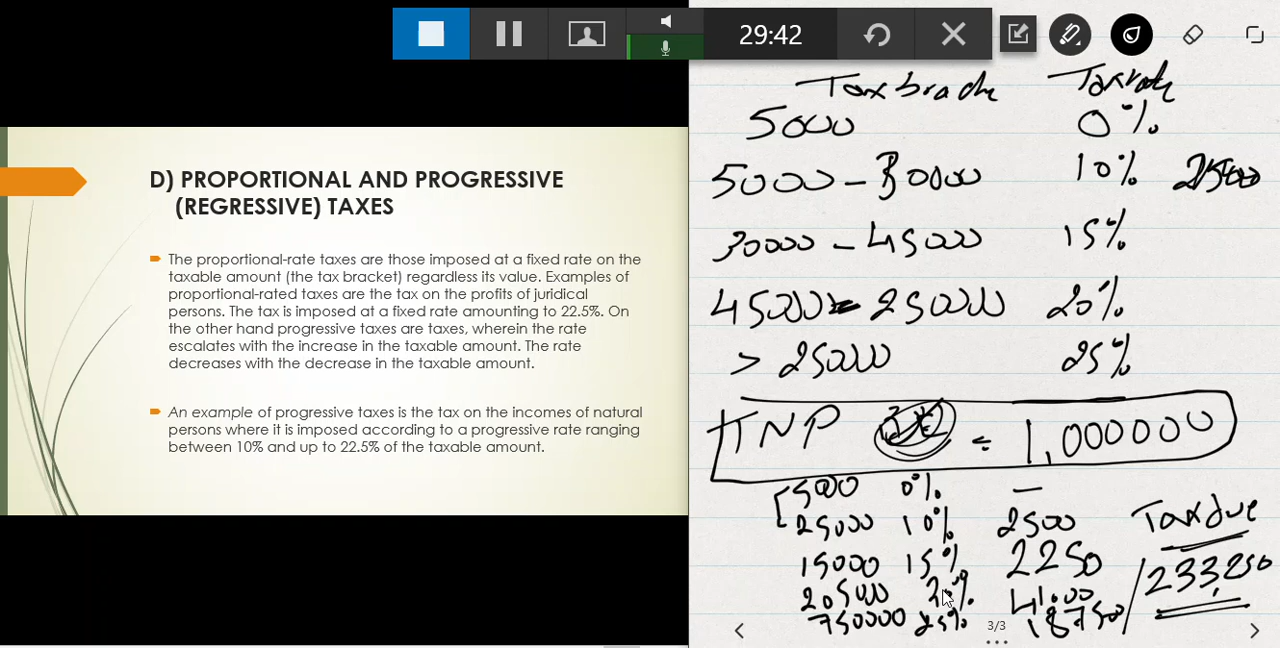 29:42
D) PROPORTIONAL AND PROGRESSIVE
(REGRESSIVE) TAXES
The proportional-rate taxes are those imposed at a fixed rate on the
taxable amount (the tax bracket) regardless its value. Examples of
proportional-rated taxes are the tax on the profits of juridical
persons. The tax is imposed at a fixed rate amounting to 22.5%. On
the other hand progressive taxes are taxes, wherein the rate
escalates with the increase in the taxable amount. The rate
decreases with the decrease in the taxable amount.
An example of progressive taxes is the tax on the incomes of natural
persons where it is imposed according to a progressive rate ranging
between 10% and up to 22.5% of the taxable amount.
Tax Tax rate
5000 0%
5000 - 30000 10% 25000
30000 - 45000 15%
45000 - 250000 20%
> 250000 25%
TNP = 1,000000
5000 0% —
25000 10% 2500
15000 15% 2250
205000 20% 41000
750000 25%
Tax due
233,250
3/3